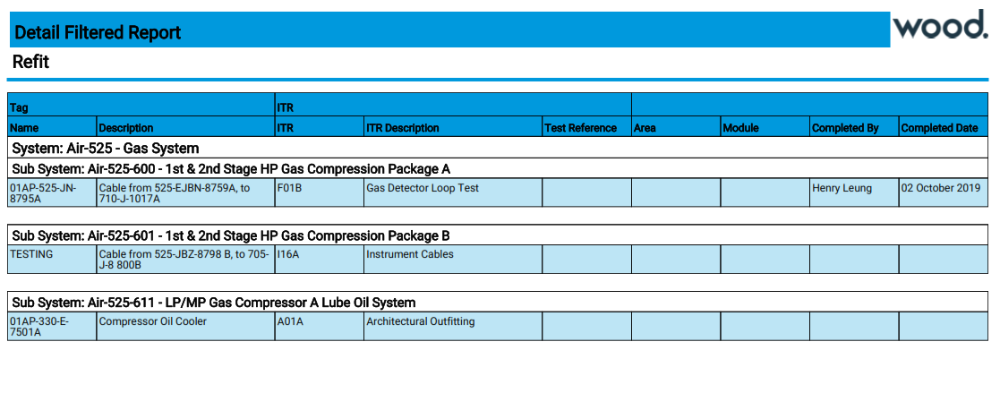 Detail Filtered Report
wood.
Refit
Tag ITR
Name Description ITR ITR Description Test Reference Area Module Completed By Completed Date
System: Air-525 - Gas System
Sub System: Air-525-600 - 1st & 2nd Stage HP Gas Compression Package A
01AP-525-JN- Cable from 525-EJBN-8759A, to F01B Gas Detector Loop Test Henry Leung 02 October 2019
8795A 710-J-1017A
Sub System: Air-525-601 - 1st & 2nd Stage HP Gas Compression Package B
TESTING Cable from 525-JBZ-8798 B, to 705- I16A Instrument Cables
J-8 800B
Sub System: Air-525-611 - LP/MP Gas Compressor A Lube Oil System
01AP-330-E- Compressor Oil Cooler A01A Architectural Outfitting
7501A